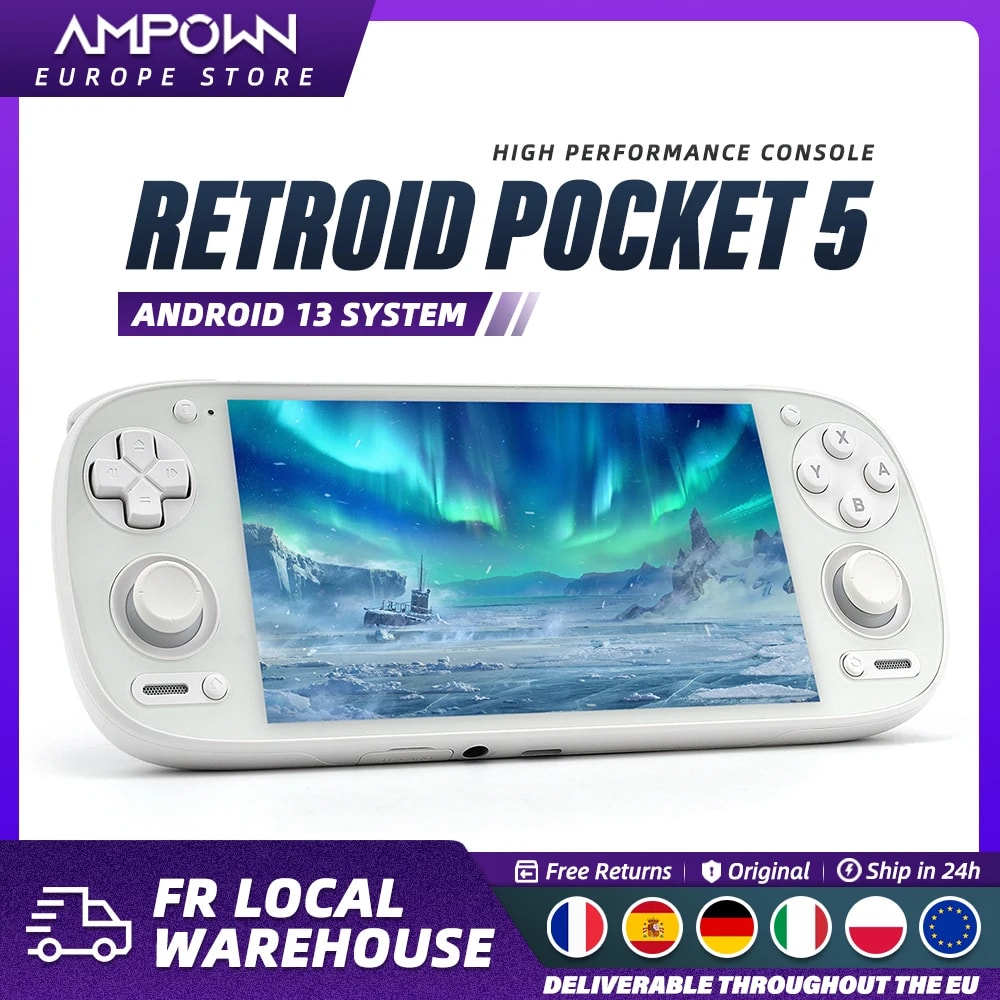 AMPOWN
EUROPE STORE
HIGH PERFORMANCE CONSOLE
RETROID POCKET 5
ANDROID 13 SYSTEM
X
Y
A
B
Free Returns
Original
Ship in 24h
FR LOCAL
WAREHOUSE
DELIVERABLE THROUGHOUT THE EU